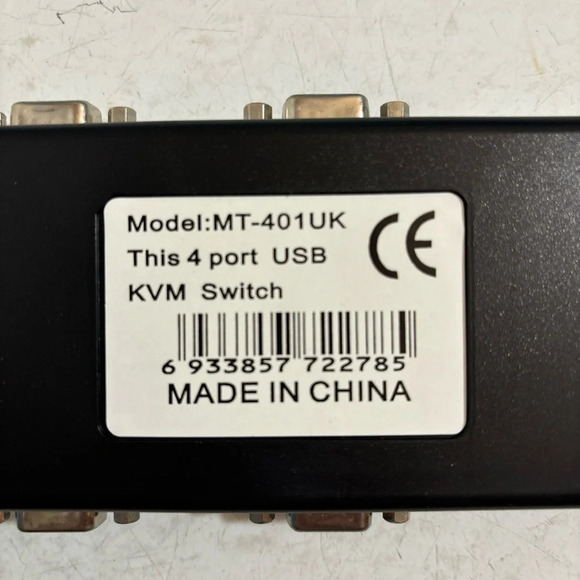 Model:MT-401UK
This 4 port USB
KVM Switch
CE
6 933857 722785
MADE IN CHINA